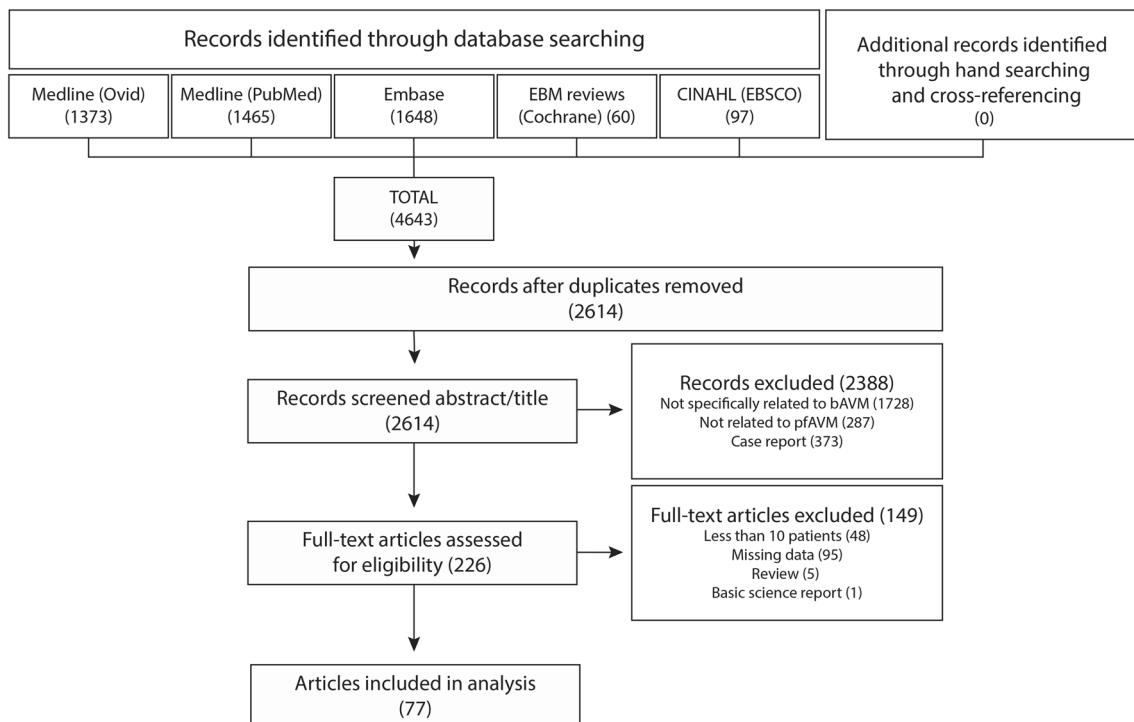 Records identified through database searching
Additional records identified
through hand searching
and cross-referencing
(0)
Medline (Ovid)
(1373)
Medline (PubMed)
(1465)
Embase
(1648)
EBM reviews
(Cochrane) (60)
CINAHL (EBSCO)
(97)
TOTAL
(4643)
Records after duplicates removed
(2614)
Records screened abstract/title
(2614)
Records excluded (2388)
Not specifically related to bAVM (1728)
Not related to pfAVM (287)
Case report (373)
Full-text articles assessed
for eligibility (226)
Full-text articles excluded (149)
Less than 10 patients (48)
Missing data (95)
Review (5)
Basic science report (1)
Articles included in analysis
(77)